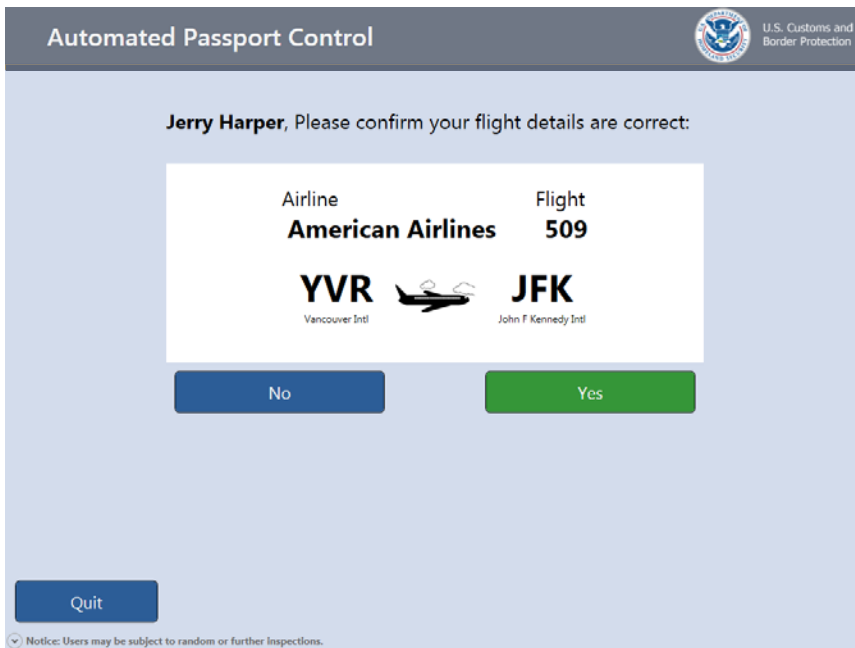 Automated Passport Control
U.S. Customs and
Border Protection
Jerry Harper, Please confirm your flight details are correct:
Airline Flight
American Airlines 509
YVR JFK
Vancouver Intl John F Kennedy Intl
No Yes
Quit
Notice: Users may be subject to random or further inspections.